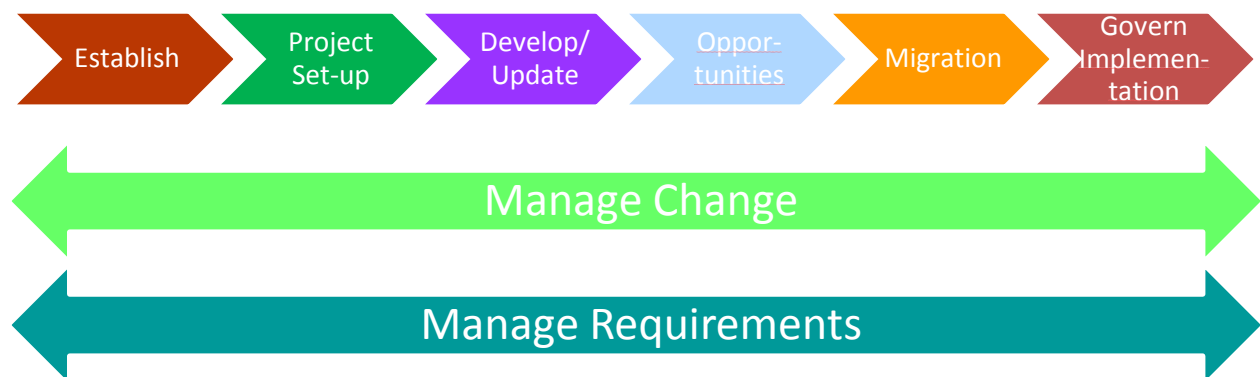 Establish
Project
Set-up
Develop/
Update
Oppor-
tunities
Migration
Govern
Implemen-
tation
Manage Change
Manage Requirements